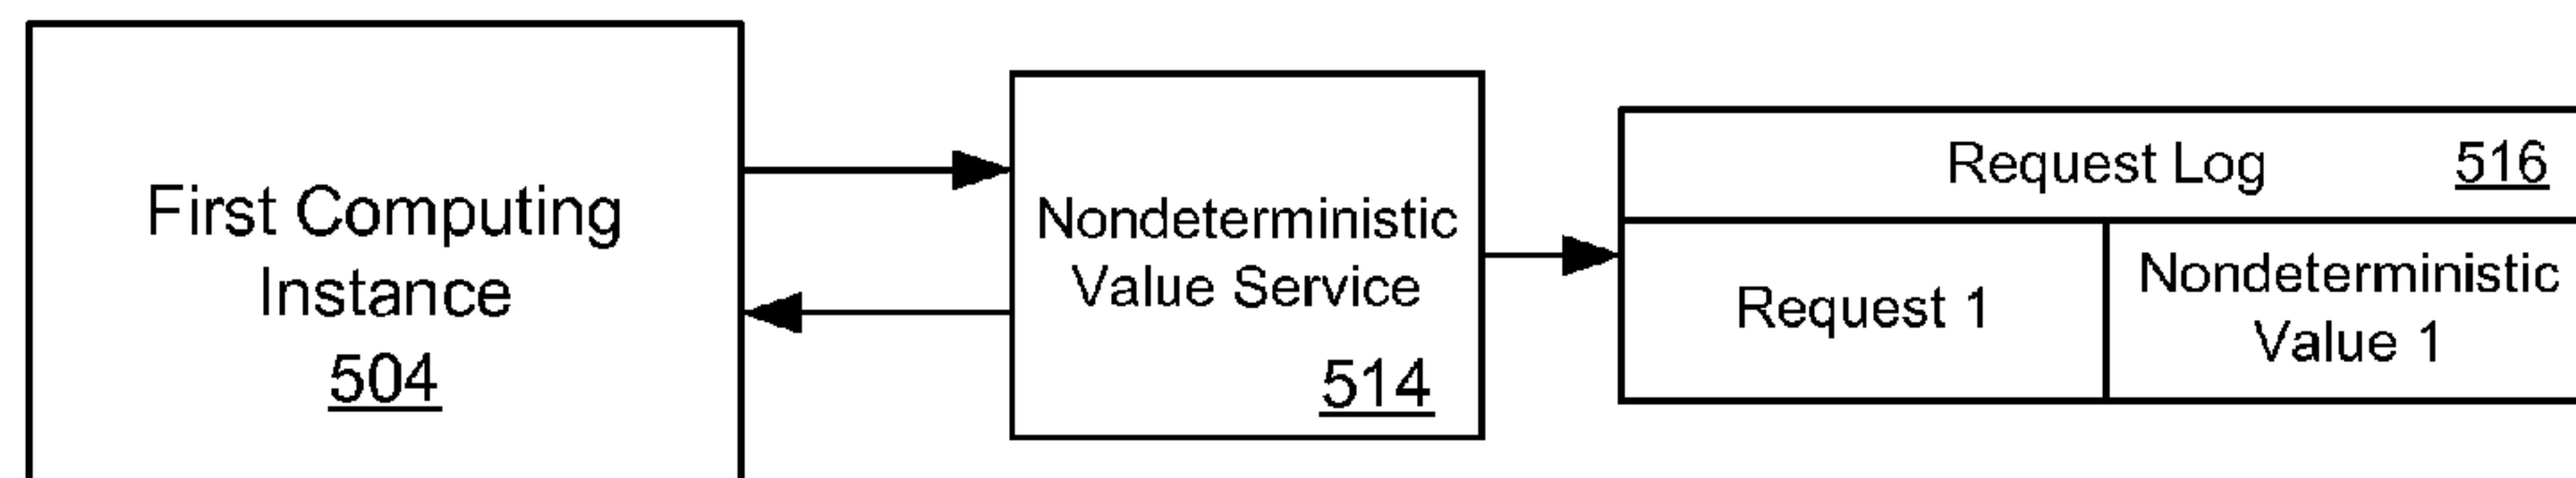 First Computing
Instance
504
Nondeterministic
Value Service
514
Request Log 516
Request 1
Nondeterministic
Value 1